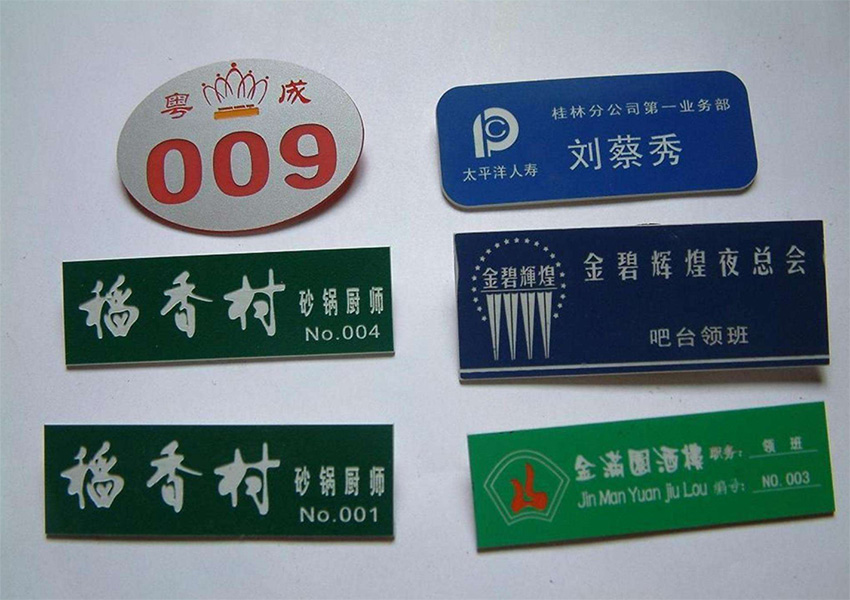 粤成
009
桂林分公司第一业务部
刘蔡秀
太平洋人寿
稻香村
砂锅厨师
No.004
金碧輝煌
金碧辉煌夜总会
吧台领班
稻香村
砂锅厨师
No.001
金满園酒樓
Jin Man Yuan jiu Lou
职务: 领班
NO.003